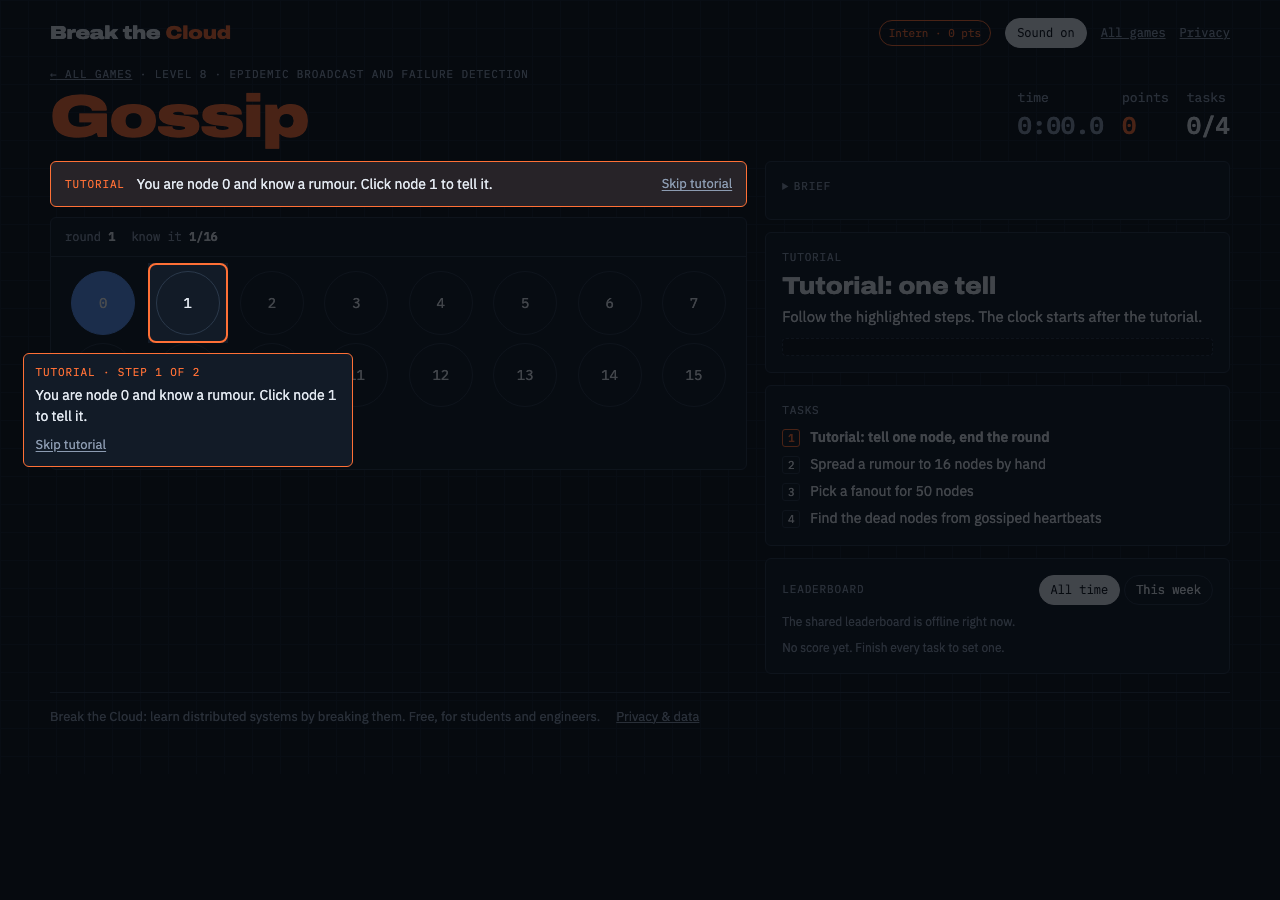 Break the Cloud
Intern · 0 pts
Sound on
All games
Privacy
← ALL GAMES · LEVEL 8 · EPIDEMIC BROADCAST AND FAILURE DETECTION
Gossip
time
points
tasks
0:00.0
0
0/4
TUTORIAL
You are node 0 and know a rumour. Click node 1 to tell it.
Skip tutorial
round 1 know it 1/16
0
1
2
3
4
5
6
7
12
13
14
15
TUTORIAL · STEP 1 OF 2
You are node 0 and know a rumour. Click node 1
to tell it.
Skip tutorial
▶ BRIEF
TUTORIAL
Tutorial: one tell
Follow the highlighted steps. The clock starts after the tutorial.
TASKS
1 Tutorial: tell one node, end the round
2 Spread a rumour to 16 nodes by hand
3 Pick a fanout for 50 nodes
4 Find the dead nodes from gossiped heartbeats
LEADERBOARD
All time
This week
The shared leaderboard is offline right now.
No score yet. Finish every task to set one.
Break the Cloud: learn distributed systems by breaking them. Free, for students and engineers.
Privacy & data